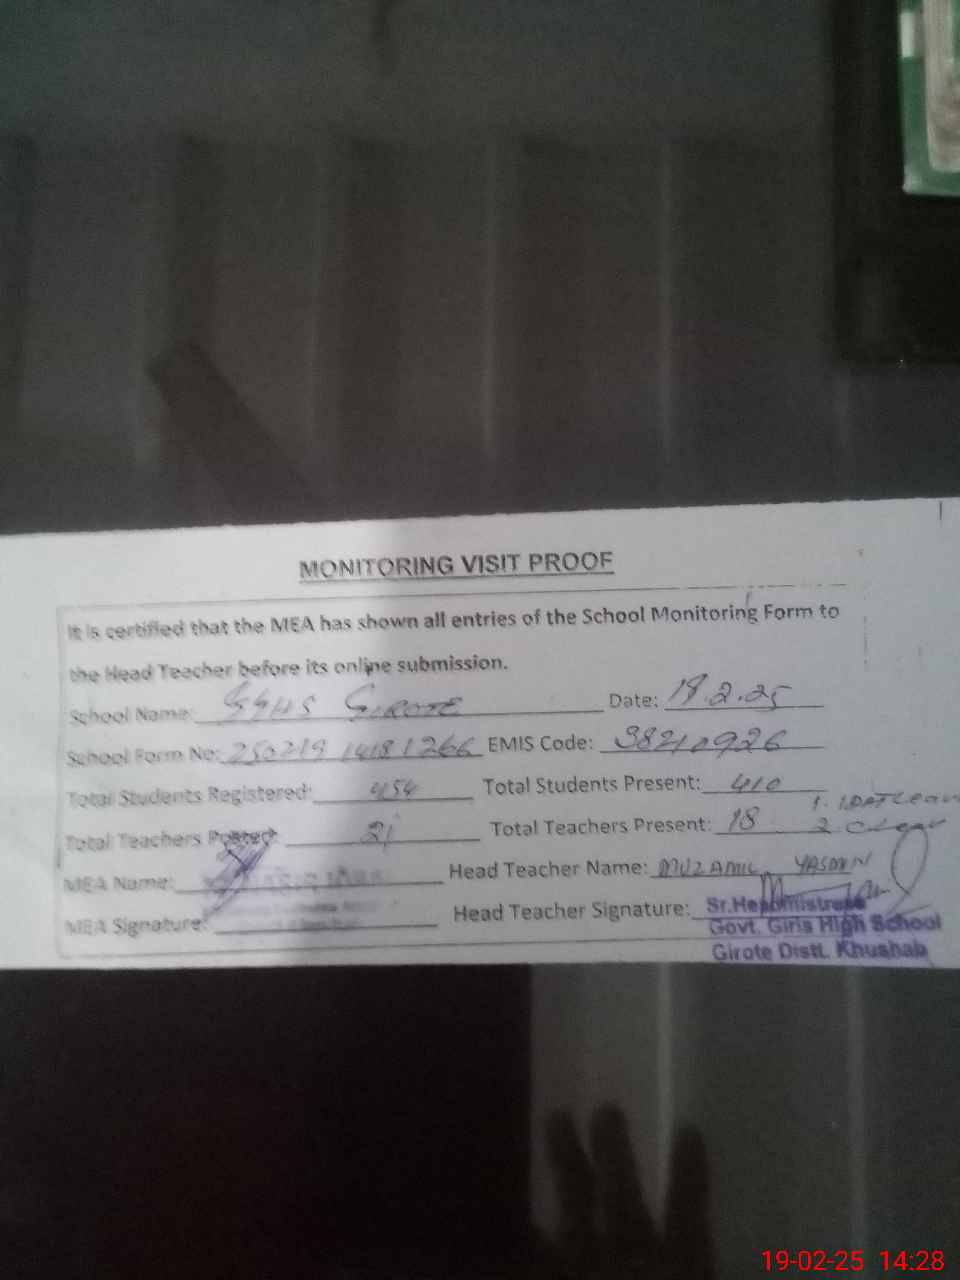 MONITORING VISIT PROOF
It is certified that the MEA has shown all entries of the School Monitoring Form to
the Head Teacher before its online submission.
School Name: GGHS GIROTE Date: 19.2.25
School Form No: 250219 14181266 EMIS Code: 38210926
Total Students Registered: 454 Total Students Present: 410
Total Teachers Posted: 21 Total Teachers Present: 18
MEA Name: Head Teacher Name: MUZAMIL YASMIN
MEA Signature: Head Teacher Signature: Sr.Headmistress
Govt. Girls High School
Girote Distt. Khushab
19-02-25 14:28